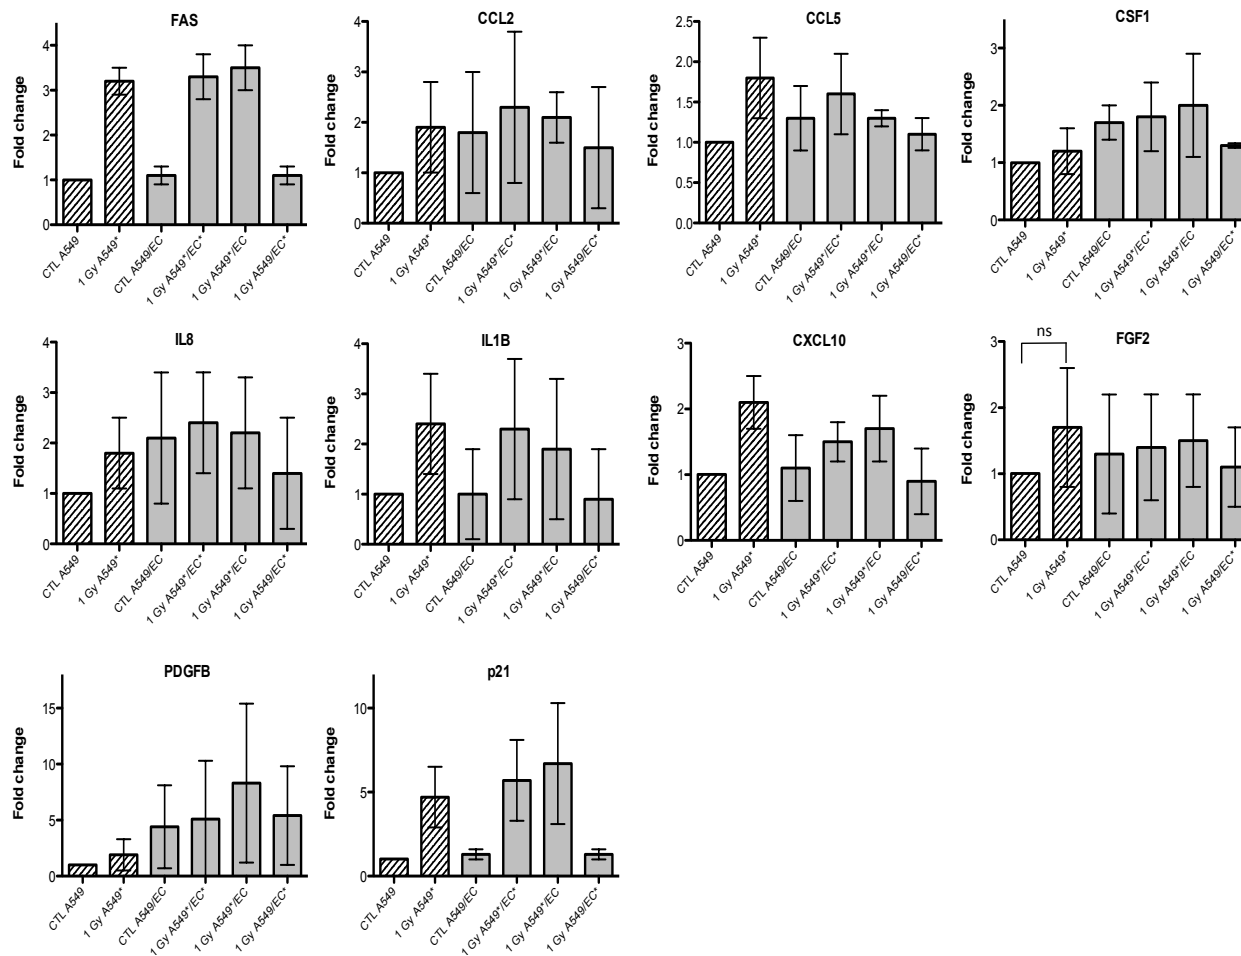 FAS
Fold change
4
3
2
1
0
CTL A549
1 Gy A549*
CTL A549/EC
1 Gy A549*/EC*
1 Gy A549*/EC
1 Gy A549/EC*
CCL2
Fold change
4
3
2
1
0
CTL A549
1 Gy A549*
CTL A549/EC
1 Gy A549*/EC*
1 Gy A549*/EC
1 Gy A549/EC*
CCL5
Fold change
2.5
2.0
1.5
1.0
0.5
0.0
CTL A549
1 Gy A549*
CTL A549/EC
1 Gy A549*/EC*
1 Gy A549*/EC
1 Gy A549/EC*
CSF1
Fold change
3
2
1
0
CTL A549
1 Gy A549*
CTL A549/EC
1 Gy A549*/EC*
1 Gy A549*/EC
1 Gy A549/EC*
IL8
Fold change
4
3
2
1
0
CTL A549
1 Gy A549*
CTL A549/EC
1 Gy A549*/EC*
1 Gy A549*/EC
1 Gy A549/EC*
IL1B
Fold change
4
3
2
1
0
CTL A549
1 Gy A549*
CTL A549/EC
1 Gy A549*/EC*
1 Gy A549*/EC
1 Gy A549/EC*
CXCL10
Fold change
3
2
1
0
CTL A549
1 Gy A549*
CTL A549/EC
1 Gy A549*/EC*
1 Gy A549*/EC
1 Gy A549/EC*
FGF2
ns
Fold change
3
2
1
0
CTL A549
1 Gy A549*
CTL A549/EC
1 Gy A549*/EC*
1 Gy A549*/EC
1 Gy A549/EC*
PDGFB
Fold change
15
10
5
0
CTL A549
1 Gy A549*
CTL A549/EC
1 Gy A549*/EC*
1 Gy A549*/EC
1 Gy A549/EC*
p21
Fold change
10
5
0
CTL A549
1 Gy A549*
CTL A549/EC
1 Gy A549*/EC*
1 Gy A549*/EC
1 Gy A549/EC*